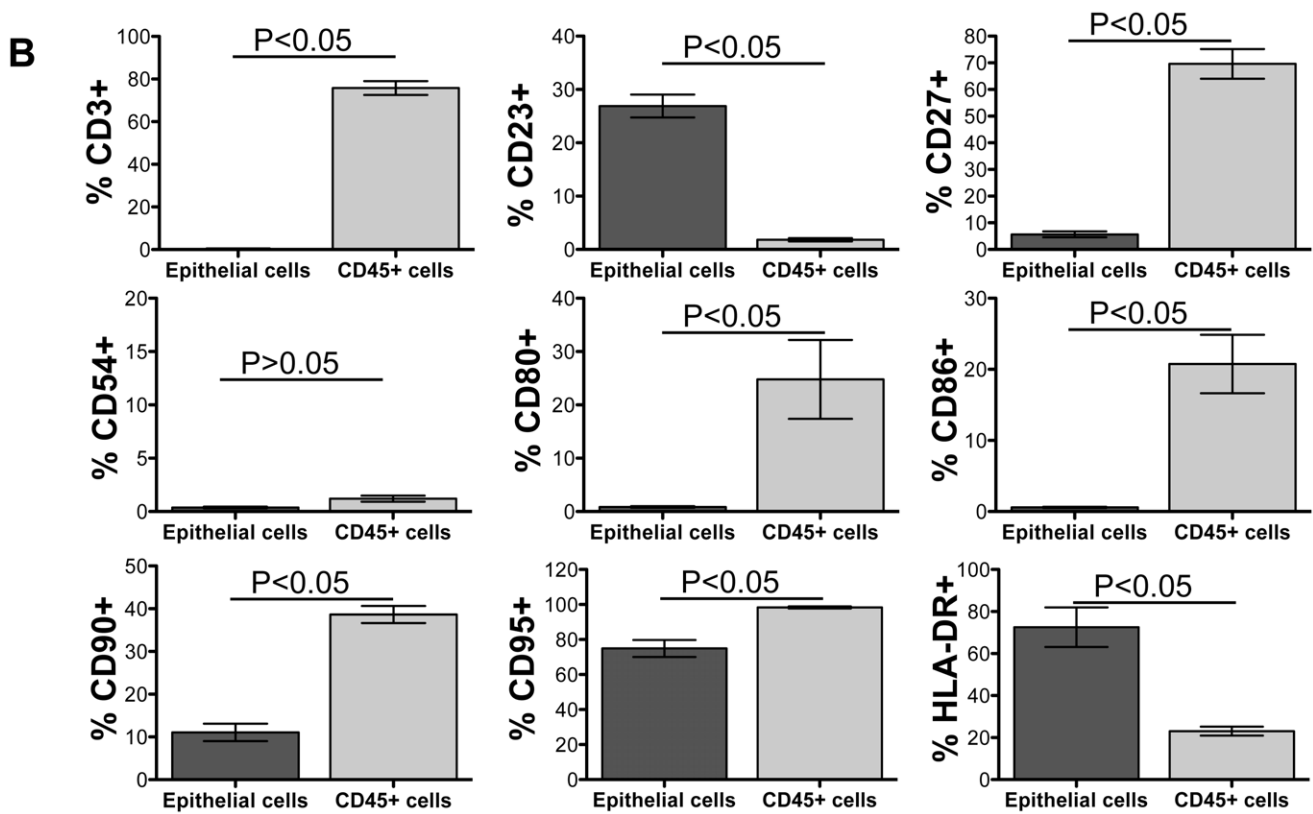 B
% CD3+
100
80
60
40
20
0
P<0.05
Epithelial cells CD45+ cells
% CD23+
40
30
20
10
0
P<0.05
Epithelial cells CD45+ cells
% CD27+
80
70
60
50
40
30
20
10
0
P<0.05
Epithelial cells CD45+ cells
% CD54+
20
15
10
5
0
P>0.05
Epithelial cells CD45+ cells
% CD80+
40
30
20
10
0
P<0.05
Epithelial cells CD45+ cells
% CD86+
30
20
10
0
P<0.05
Epithelial cells CD45+ cells
% CD90+
50
40
30
20
10
0
P<0.05
Epithelial cells CD45+ cells
% CD95+
120
100
80
60
40
20
0
P<0.05
Epithelial cells CD45+ cells
% HLA-DR+
100
80
60
40
20
0
P<0.05
Epithelial cells CD45+ cells